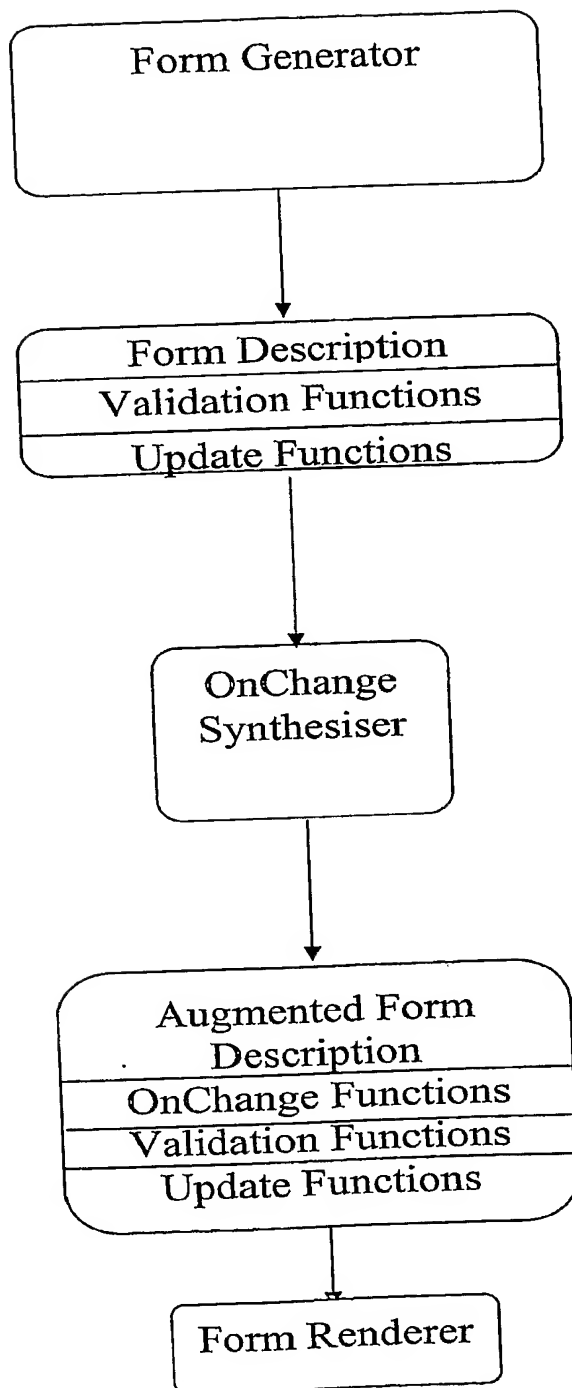 Form Generator
Form Description
Validation Functions
Update Functions
OnChange
Synthesiser
Augmented Form
Description
OnChange Functions
Validation Functions
Update Functions
Form Renderer